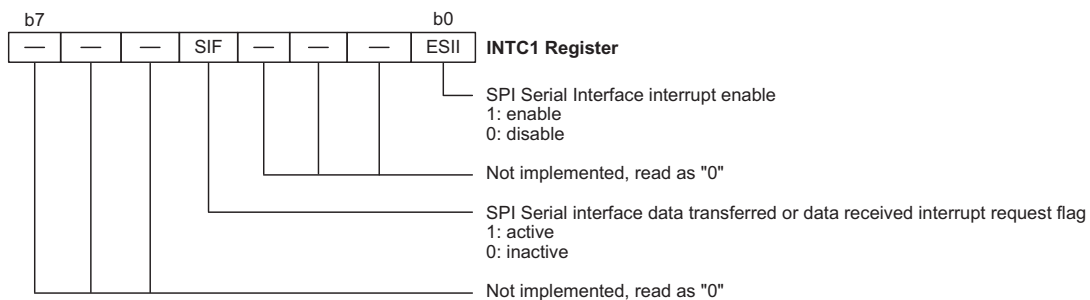 b7 b0
— — — SIF — — — ESII INTC1 Register
SPI Serial Interface interrupt enable
1: enable
0: disable
Not implemented, read as "0"
SPI Serial interface data transferred or data received interrupt request flag
1: active
0: inactive
Not implemented, read as "0"